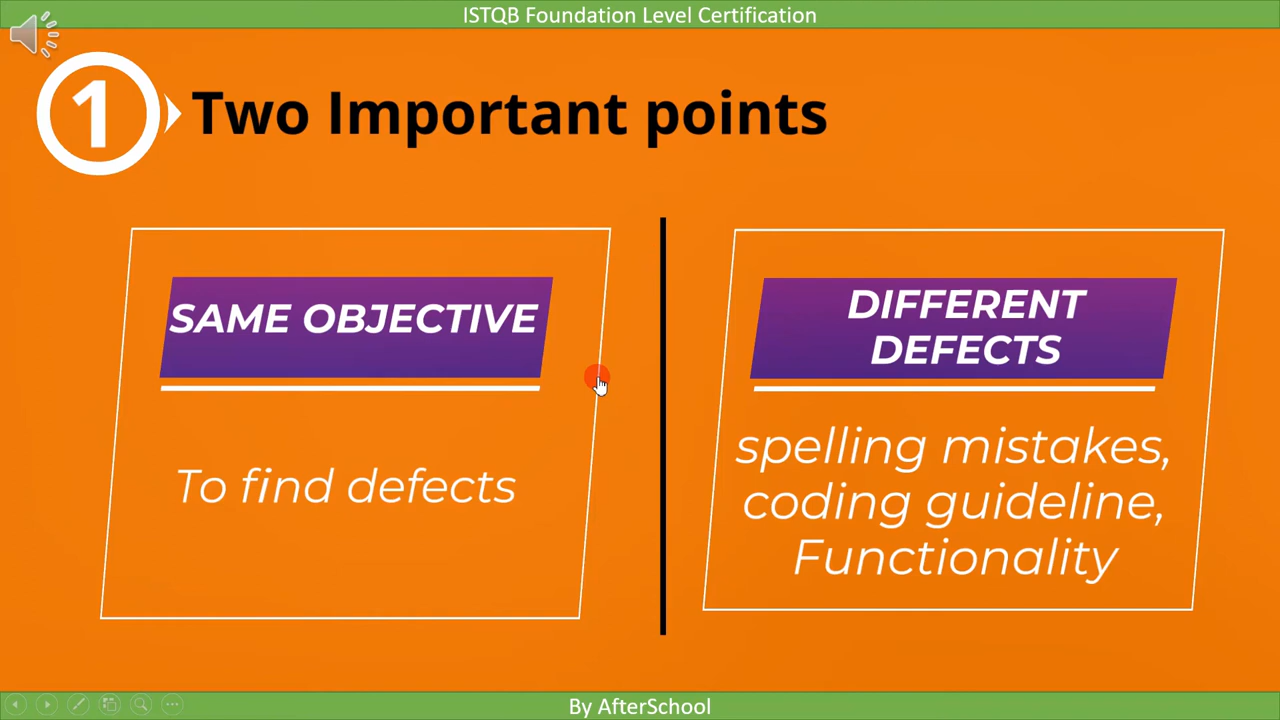 ISTQB Foundation Level Certification
1
Two Important points
SAME OBJECTIVE
To find defects
DIFFERENT
DEFECTS
spelling mistakes,
coding guideline,
Functionality
By AfterSchool